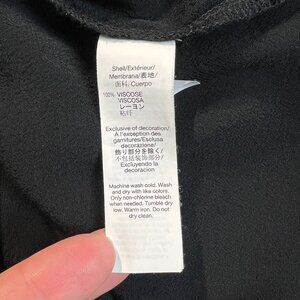 Shell/Extérieur/
Membrana/表地/
面料/Cuerpo
100% VISCOSE
VISCOSA
レーヨン
粘纤
Exclusive of decoration/
A l'exception des
garnitures/Esclusa
decorazione/
飾り部分を除く/
不包括装饰部分/
Excluyendo la
decoracion
Machine wash cold. Wash
and dry with like colors.
Only non-chlorine bleach
when needed. Tumble dry
low. Warm iron. Do not
dry clean.